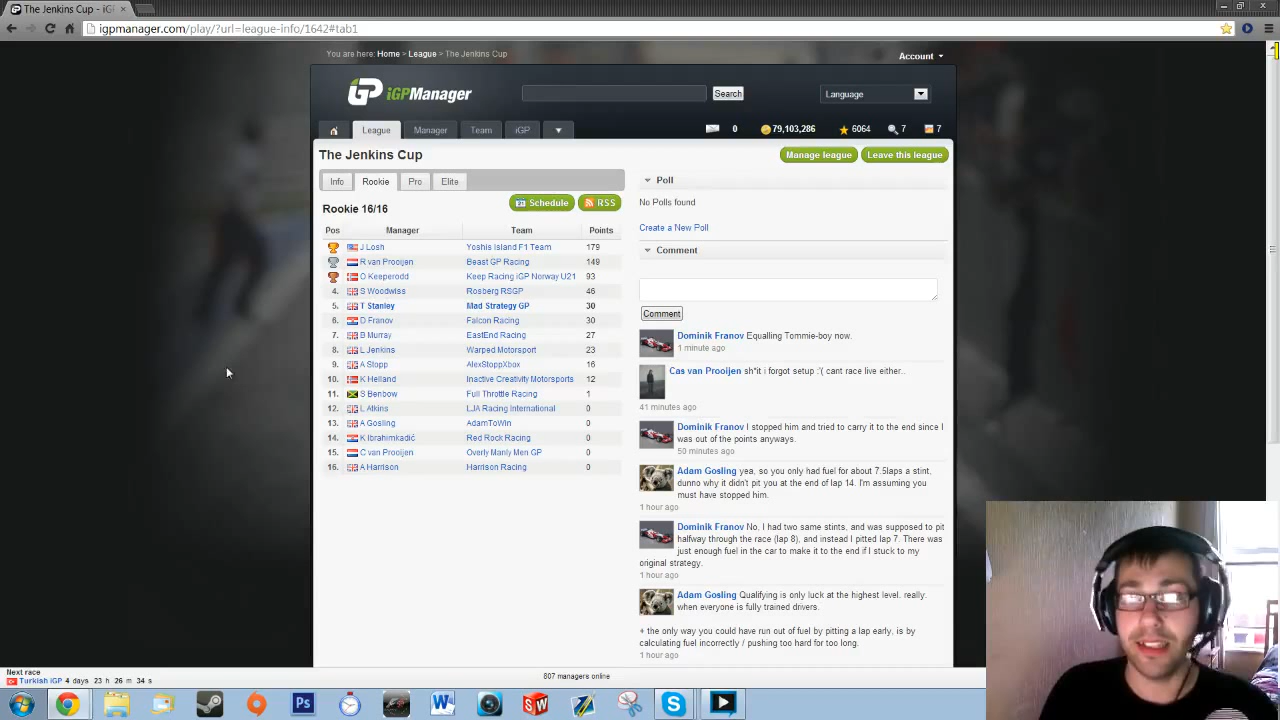 The Jenkins Cup - iGP
igpmanager.com/play/?url=league-info/1642#tab1
You are here: Home > League > The Jenkins Cup
Account
iGPManager
Search
Language
League
Manager
Team
iGP
0
79,103,286
6064
7
7
The Jenkins Cup
Manage league
Leave this league
Info
Rookie
Pro
Elite
Rookie 16/16
Schedule
RSS
Pos Manager Team Points
J Losh Yoshis Island F1 Team 179
R van Prooijen Beast GP Racing 149
O Keeperodd Keep Racing iGP Norway U21 93
4. S Woodwiss Rosberg RSGP 46
5. T Stanley Mad Strategy GP 30
6. D Franov Falcon Racing 30
7. B Murray EastEnd Racing 27
8. L Jenkins Warped Motorsport 23
9. A Stopp AlexStoppXbox 16
10. K Helland Inactive Creativity Motorsports 12
11. S Benbow Full Throttle Racing 1
12. L Atkins LJA Racing International 0
13. A Gosling AdamToWin 0
14. K Ibrahimkadić Red Rock Racing 0
15. C van Prooijen Overly Manly Men GP 0
16. A Harrison Harrison Racing 0
Poll
No Polls found
Create a New Poll
Comment
Comment
Dominik Franov Equalling Tommie-boy now.
1 minute ago
Cas van Prooijen sh*t i forgot setup :'( cant race live either..
41 minutes ago
Dominik Franov I stopped him and tried to carry it to the end since I
was out of the points anyways.
50 minutes ago
Adam Gosling yea, so you only had fuel for about 7.5laps a stint,
dunno why it didn't pit you at the end of lap 14. I'm assuming you
must have stopped him.
1 hour ago
Dominik Franov No, I had two same stints, and was supposed to pit
halfway through the race (lap 8), and instead I pitted lap 7. There was
just enough fuel in the car to make it to the end if I stuck to my
original strategy.
1 hour ago
Adam Gosling Qualifying is only luck at the highest level. really.
when everyone is fully trained drivers.
+ the only way you could have run out of fuel by pitting a lap early, is by
calculating fuel incorrectly / pushing too hard for too long.
1 hour ago
Next race
Turkish iGP 4 days 23 h 26 m 34 s
807 managers online